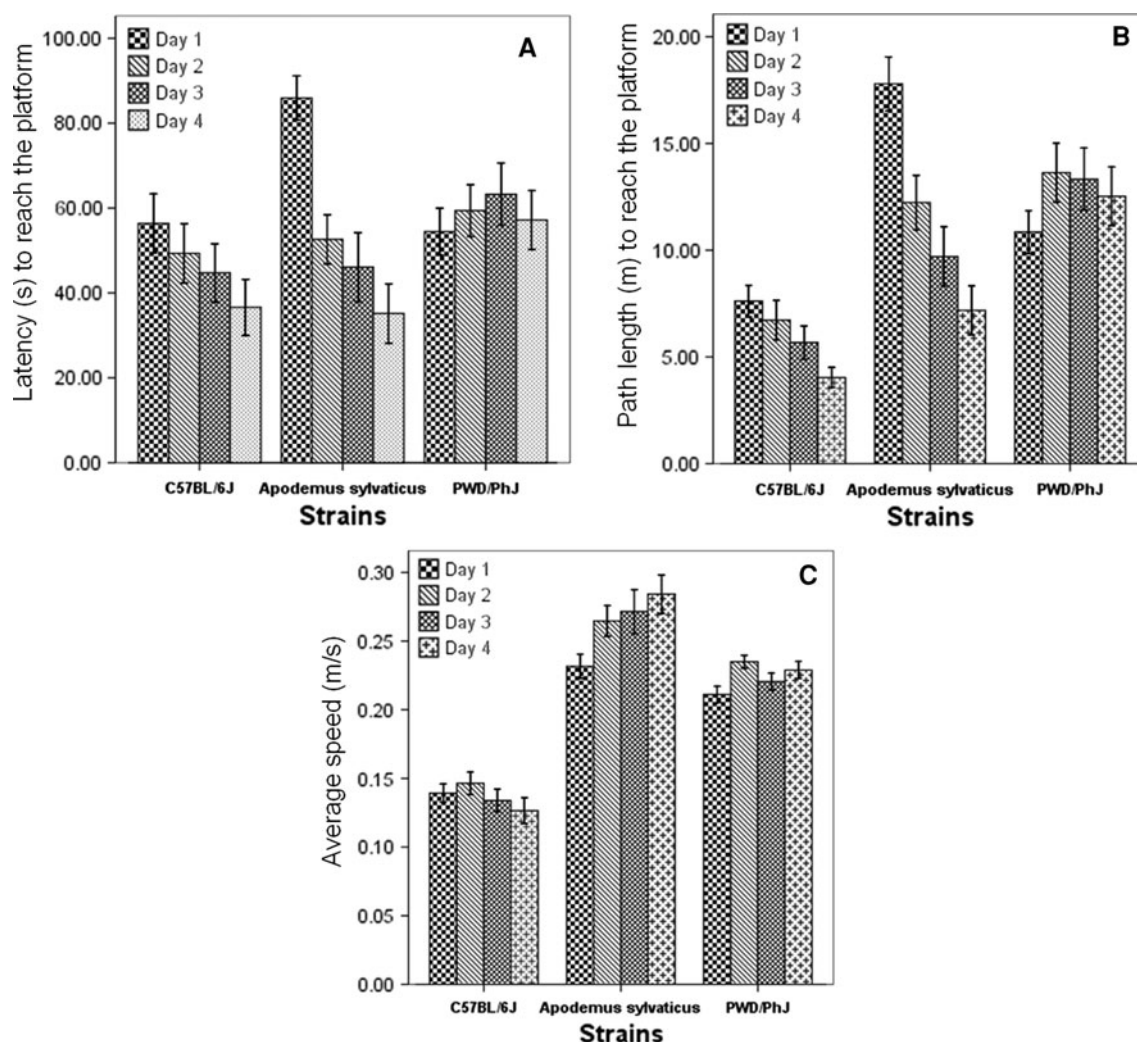 A
Latency (s) to reach the platform
100.00
80.00
60.00
40.00
20.00
0.00
Day 1
Day 2
Day 3
Day 4
C57BL/6J Apodemus sylvaticus PWD/PhJ
Strains
B
Path length (m) to reach the platform
20.00
15.00
10.00
5.00
0.00
Day 1
Day 2
Day 3
Day 4
C57BL/6J Apodemus sylvaticus PWD/PhJ
Strains
C
Average speed (m/s)
0.30
0.25
0.20
0.15
0.10
0.05
0.00
Day 1
Day 2
Day 3
Day 4
C57BL/6J Apodemus sylvaticus PWD/PhJ
Strains